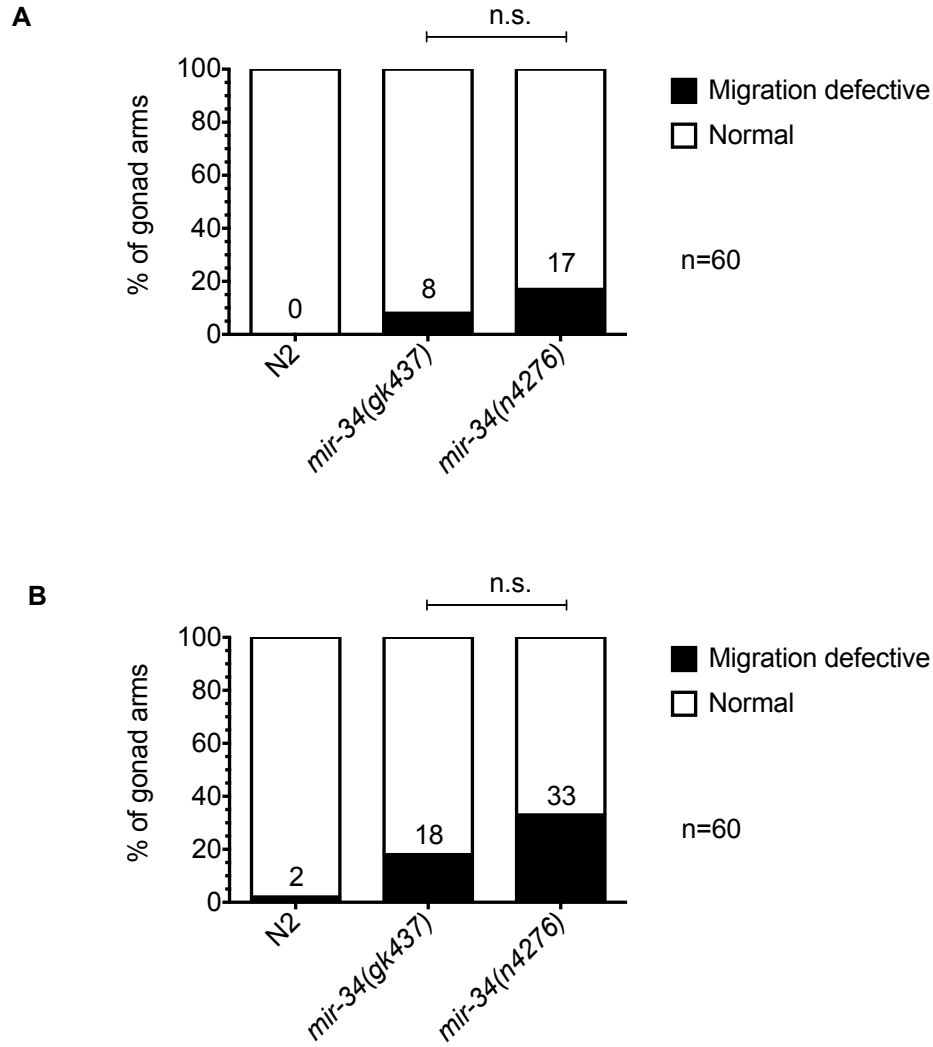 A
n.s.
100
80
60
40
20
0
% of gonad arms
0
8
17
N2
mir-34(gk437)
mir-34(n4276)
Migration defective
Normal
n=60
B
n.s.
100
80
60
40
20
0
% of gonad arms
2
18
33
N2
mir-34(gk437)
mir-34(n4276)
Migration defective
Normal
n=60